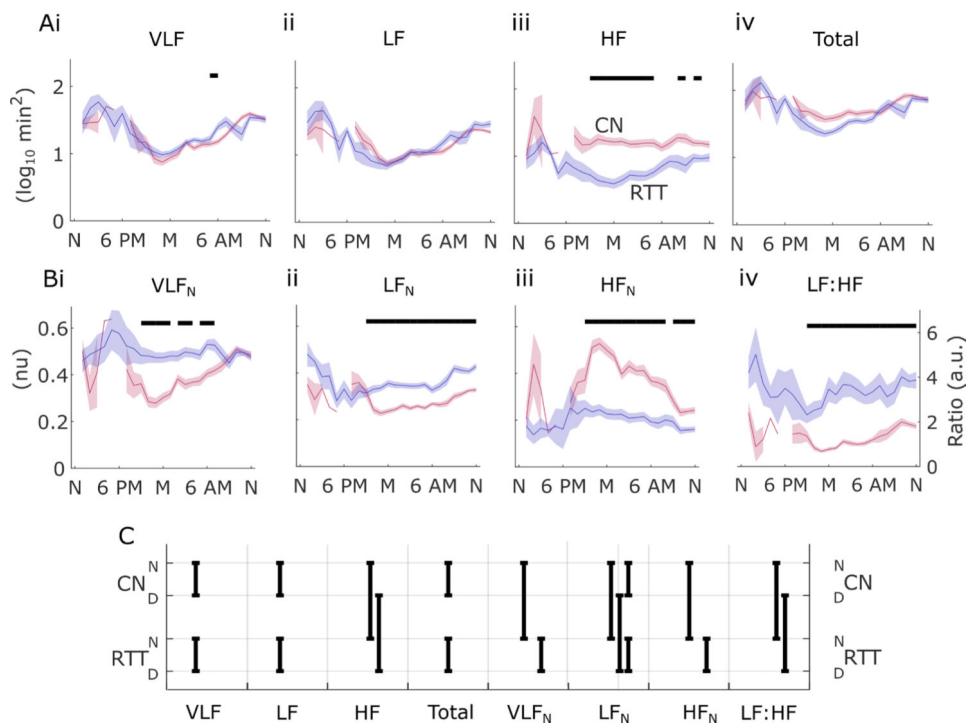 Ai
VLF
ii
LF
iii
HF
iv
Total
(log10 min2)
2
1
0
CN
RTT
N 6 PM M 6 AM N
N 6 PM M 6 AM N
N 6 PM M 6 AM N
N 6 PM M 6 AM N
Bi
VLFN
ii
LFN
iii
HFN
iv
LF:HF
(nu)
0.6
0.4
0.2
0
6
4
2
0
Ratio (a.u.)
N 6 PM M 6 AM N
N 6 PM M 6 AM N
N 6 PM M 6 AM N
N 6 PM M 6 AM N
C
CN N D
RTT N D
N D CN
N D RTT
VLF LF HF Total VLFN LFN HFN LF:HF